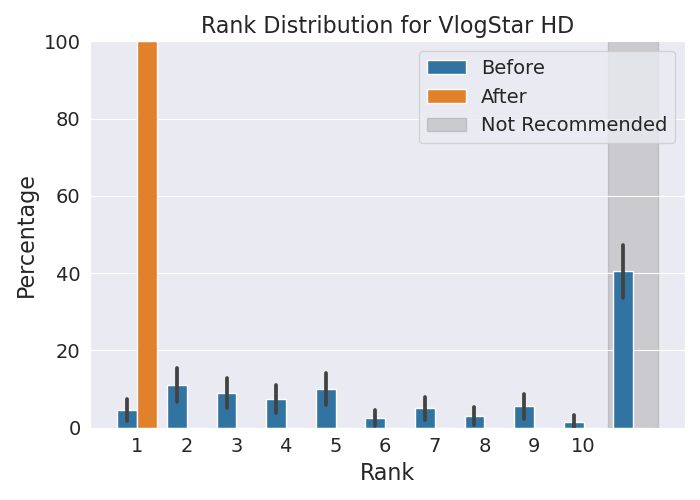 Rank Distribution for VlogStar HD
100
80
60
40
20
0
Percentage
Before
After
Not Recommended
1 2 3 4 5 6 7 8 9 10
Rank